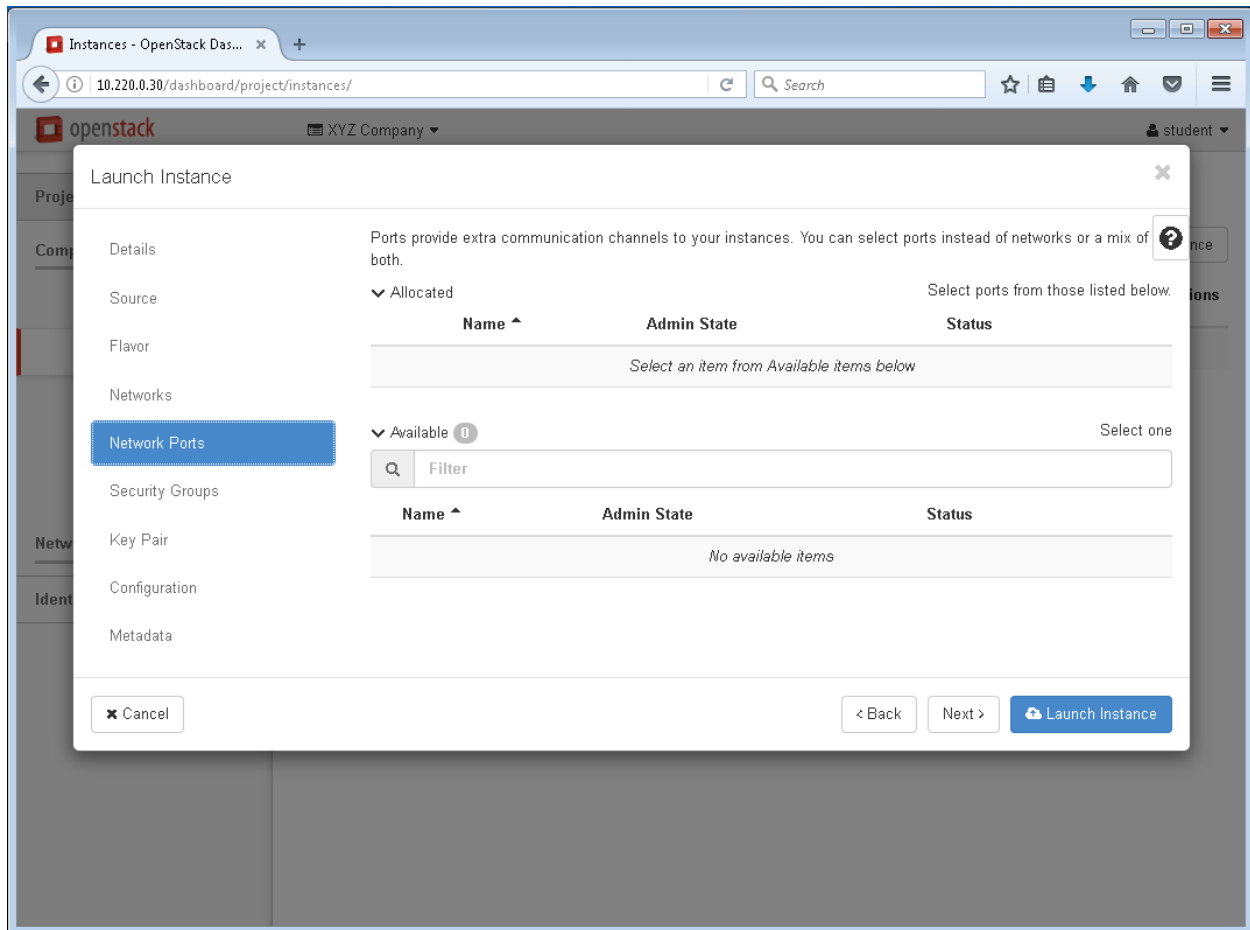 Instances - OpenStack Das... × +
10.220.0.30/dashboard/project/instances/ Search
openstack XYZ Company student
Launch Instance ×
Proje
Details
Ports provide extra communication channels to your instances. You can select ports instead of networks or a mix of
both.
? nce
Comp
Source
Allocated Select ports from those listed below.
ions
Name Admin State Status
Flavor
Select an item from Available items below
Networks
Network Ports
Available 0 Select one
Filter
Security Groups
Name Admin State Status
Key Pair
Netw
No available items
Configuration
Ident
Metadata
× Cancel < Back Next > Launch Instance